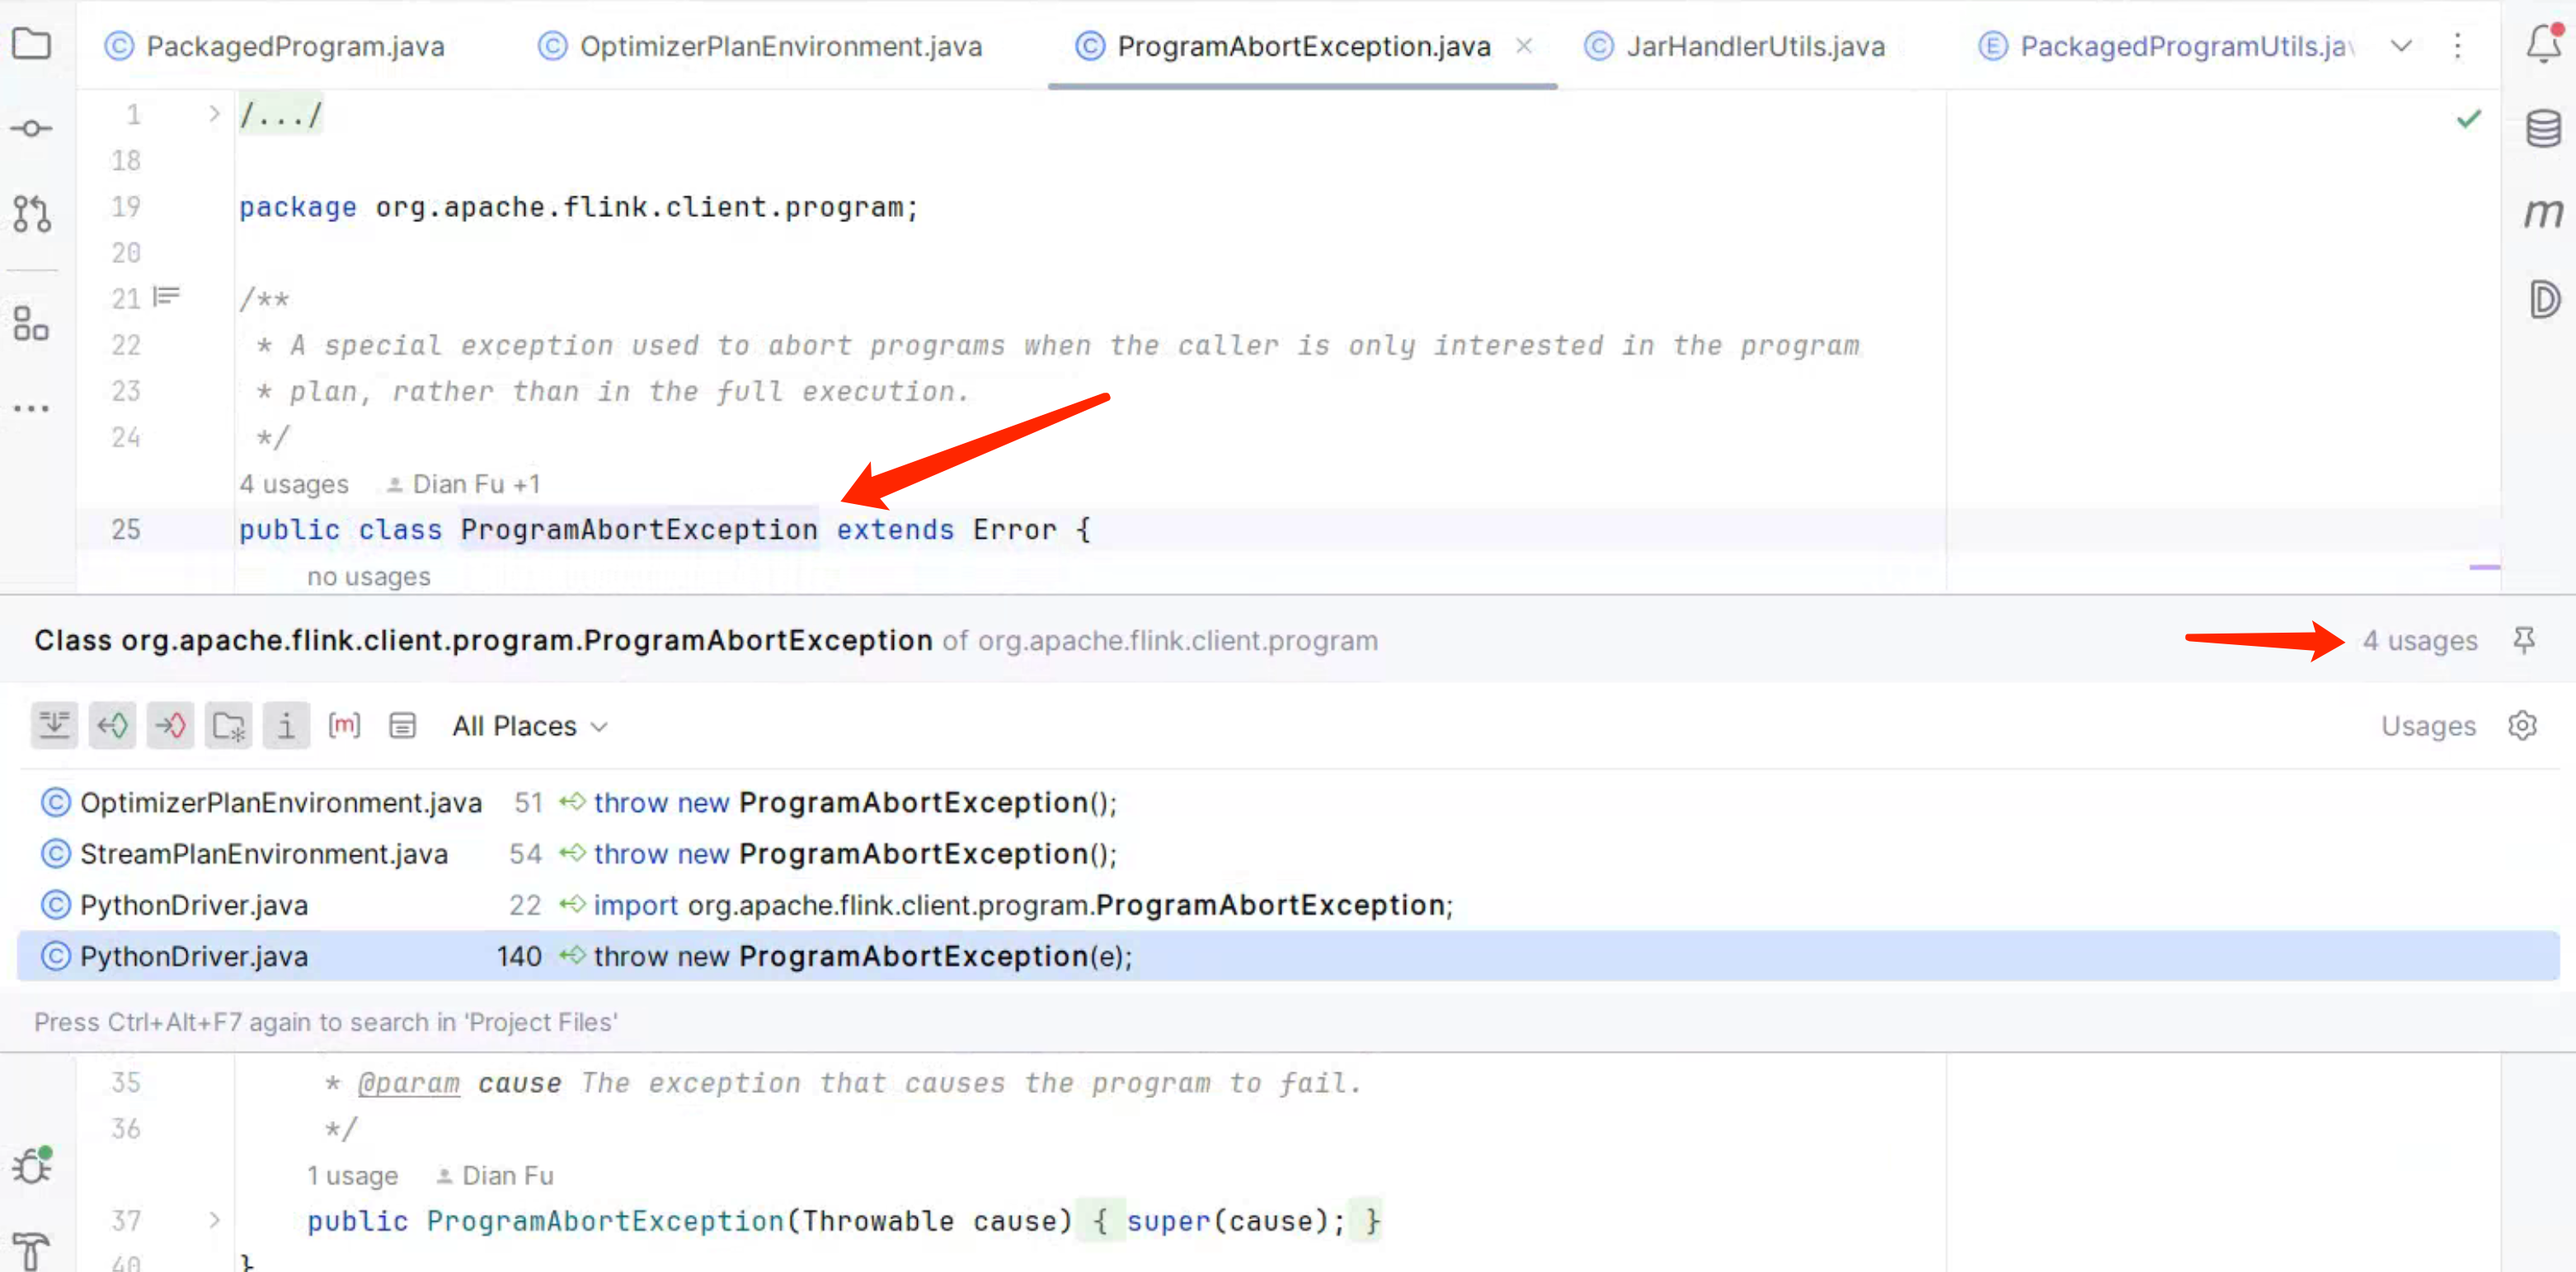 PackagedProgram.java OptimizerPlanEnvironment.java ProgramAbortException.java JarHandlerUtils.java PackagedProgramUtils.ja
1 /.../
18
19 package org.apache.flink.client.program;
20
21 /**
22 * A special exception used to abort programs when the caller is only interested in the program
23 * plan, rather than in the full execution.
24 */
4 usages Dian Fu +1
25 public class ProgramAbortException extends Error {
no usages
Class org.apache.flink.client.program.ProgramAbortException of org.apache.flink.client.program 4 usages
All Places Usages
OptimizerPlanEnvironment.java 51 throw new ProgramAbortException();
StreamPlanEnvironment.java 54 throw new ProgramAbortException();
PythonDriver.java 22 import org.apache.flink.client.program.ProgramAbortException;
PythonDriver.java 140 throw new ProgramAbortException(e);
Press Ctrl+Alt+F7 again to search in 'Project Files'
35 * @param cause The exception that causes the program to fail.
36 */
1 usage Dian Fu
37 public ProgramAbortException(Throwable cause) { super(cause); }
40 }